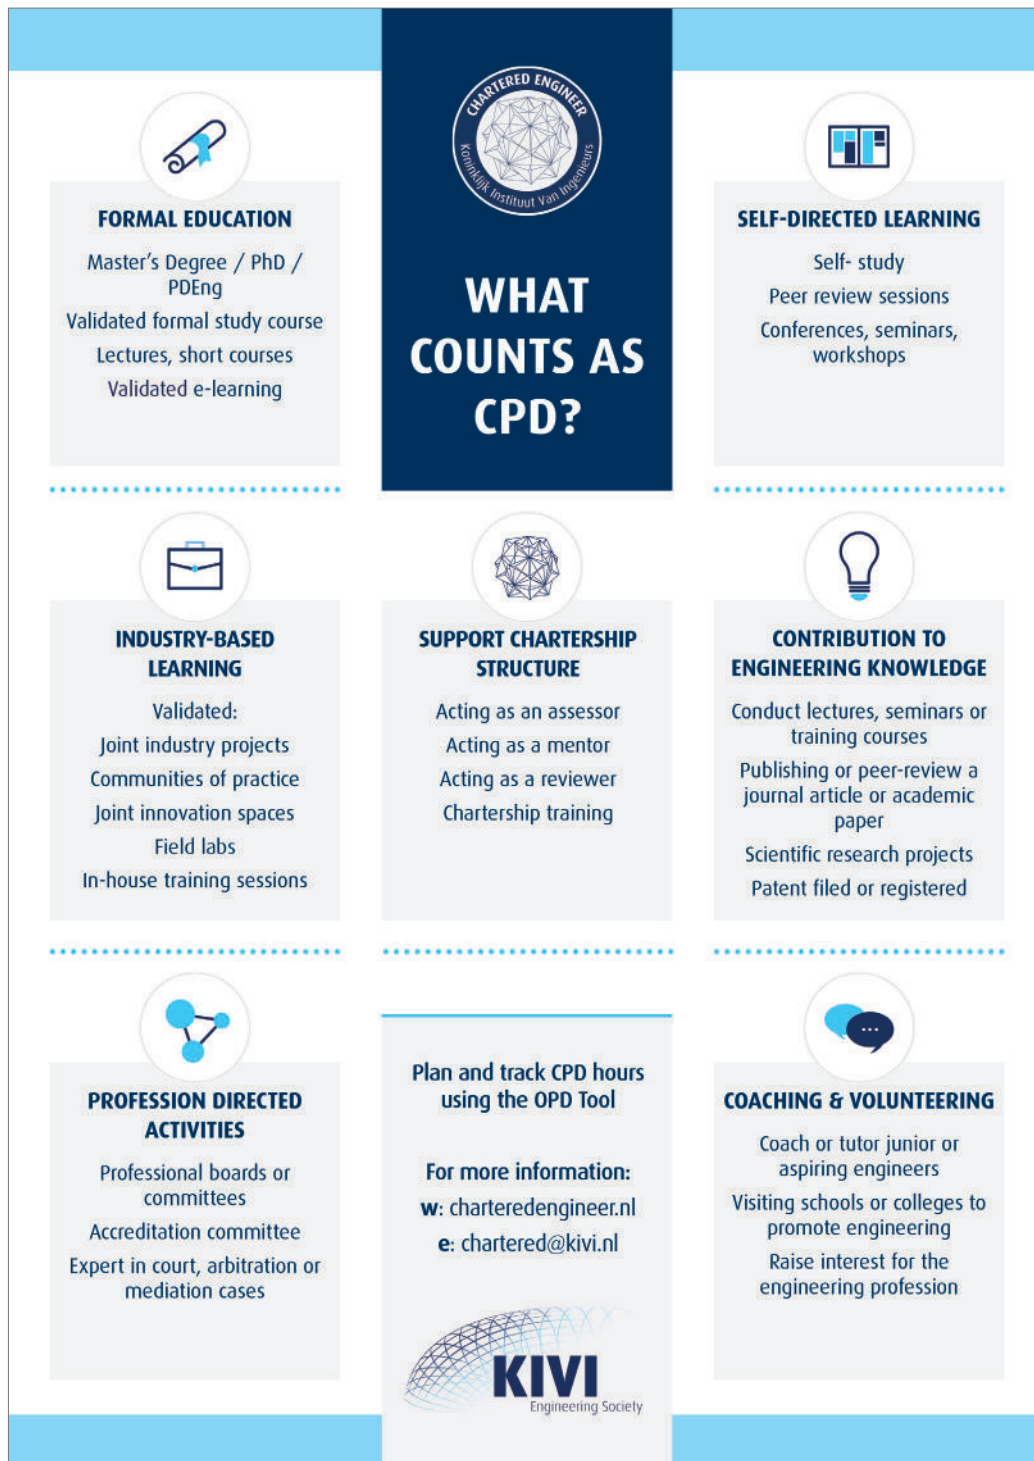 CHARTERED ENGINEER
Koninklijk Instituut Van Ingenieurs
WHAT
COUNTS AS
CPD?
FORMAL EDUCATION
Master's Degree / PhD /
PDEng
Validated formal study course
Lectures, short courses
Validated e-learning
SELF-DIRECTED LEARNING
Self- study
Peer review sessions
Conferences, seminars,
workshops
INDUSTRY-BASED
LEARNING
Validated:
Joint industry projects
Communities of practice
Joint innovation spaces
Field labs
In-house training sessions
SUPPORT CHARTERSHIP
STRUCTURE
Acting as an assessor
Acting as a mentor
Acting as a reviewer
Chartership training
CONTRIBUTION TO
ENGINEERING KNOWLEDGE
Conduct lectures, seminars or
training courses
Publishing or peer-review a
journal article or academic
paper
Scientific research projects
Patent filed or registered
PROFESSION DIRECTED
ACTIVITIES
Professional boards or
committees
Accreditation committee
Expert in court, arbitration or
mediation cases
Plan and track CPD hours
using the OPD Tool
For more information:
w: charteredengineer.nl
e: chartered@kivi.nl
KIVI
Engineering Society
COACHING & VOLUNTEERING
Coach or tutor junior or
aspiring engineers
Visiting schools or colleges to
promote engineering
Raise interest for the
engineering profession